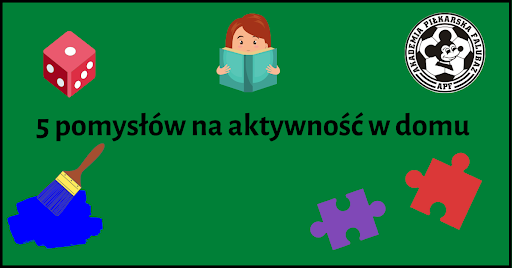 AKADEMIA PIŁKARSKA FALUBAZ
APF
5 pomysłów na aktywność w domu